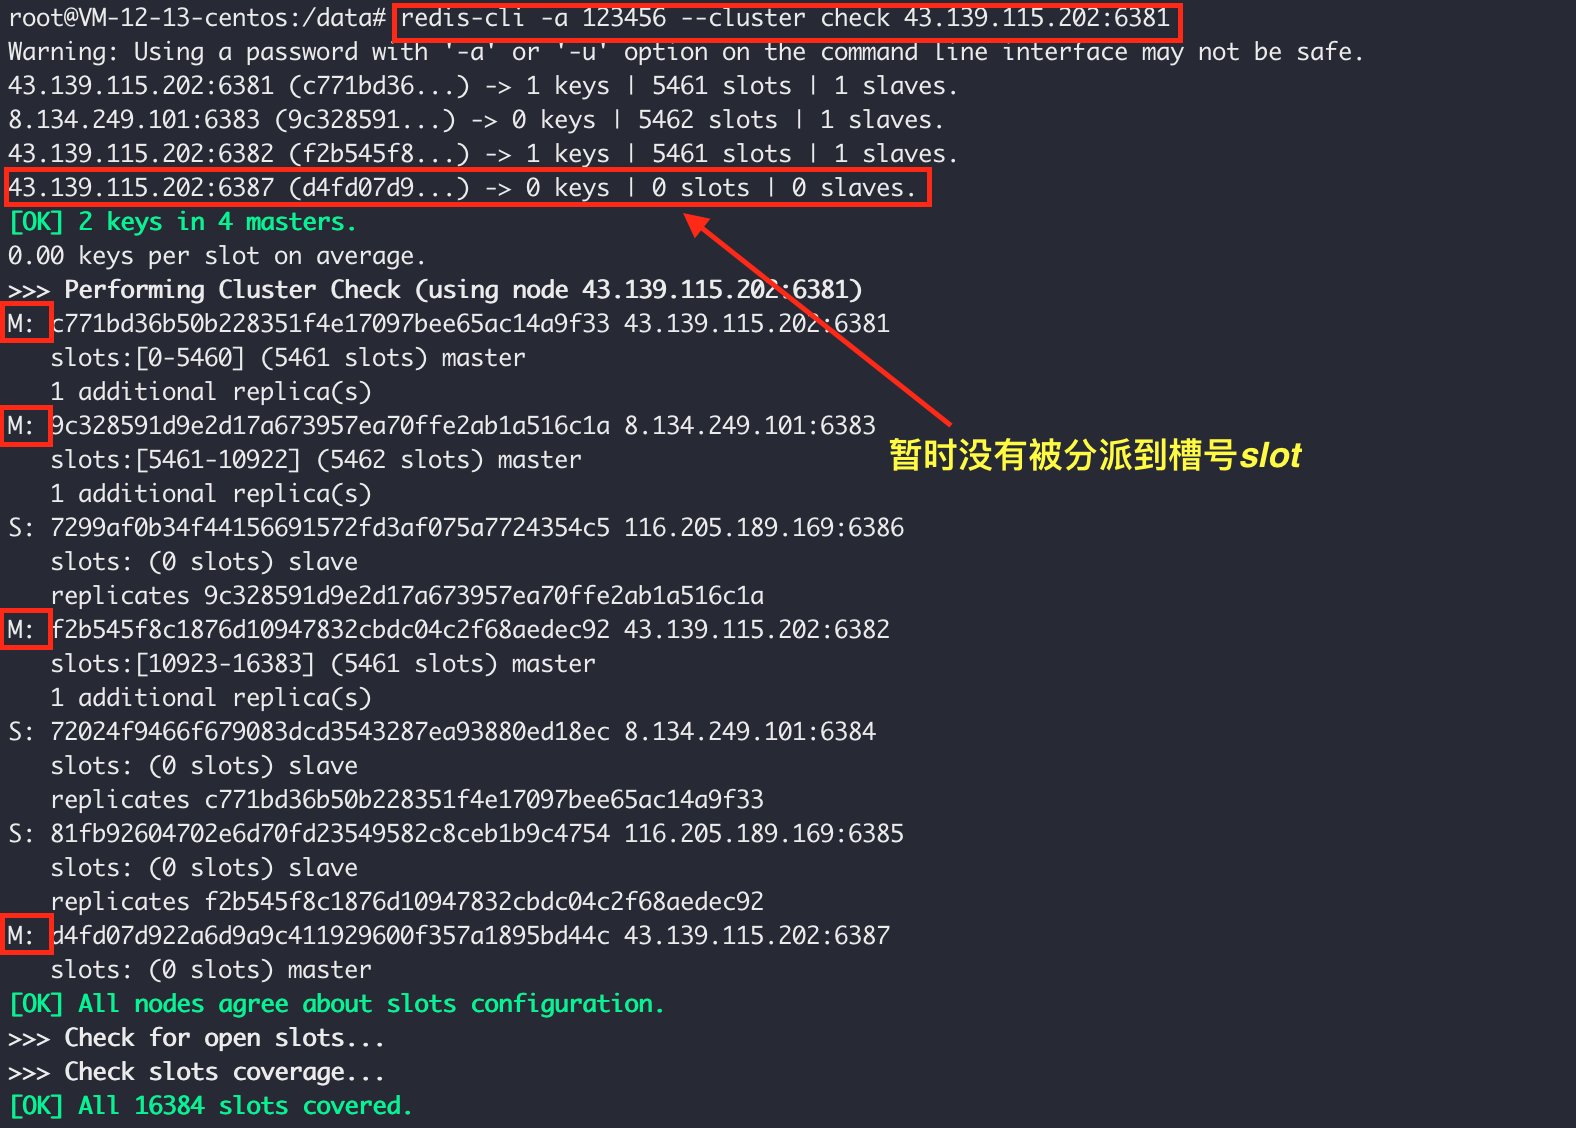 root@VM-12-13-centos:/data# redis-cli -a 123456 --cluster check 43.139.115.202:6381
Warning: Using a password with '-a' or '-u' option on the command line interface may not be safe.
43.139.115.202:6381 (c771bd36...) -> 1 keys | 5461 slots | 1 slaves.
8.134.249.101:6383 (9c328591...) -> 0 keys | 5462 slots | 1 slaves.
43.139.115.202:6382 (f2b545f8...) -> 1 keys | 5461 slots | 1 slaves.
43.139.115.202:6387 (d4fd07d9...) -> 0 keys | 0 slots | 0 slaves.
[OK] 2 keys in 4 masters.
0.00 keys per slot on average.
>>> Performing Cluster Check (using node 43.139.115.202:6381)
M: c771bd36b50b228351f4e17097bee65ac14a9f33 43.139.115.202:6381
slots:[0-5460] (5461 slots) master
1 additional replica(s)
M: 9c328591d9e2d17a673957ea70ffe2ab1a516c1a 8.134.249.101:6383
暂时没有被分派到槽号slot
slots:[5461-10922] (5462 slots) master
1 additional replica(s)
S: 7299af0b34f44156691572fd3af075a7724354c5 116.205.189.169:6386
slots: (0 slots) slave
replicates 9c328591d9e2d17a673957ea70ffe2ab1a516c1a
M: f2b545f8c1876d10947832cbdc04c2f68aedec92 43.139.115.202:6382
slots:[10923-16383] (5461 slots) master
1 additional replica(s)
S: 72024f9466f679083dcd3543287ea93880ed18ec 8.134.249.101:6384
slots: (0 slots) slave
replicates c771bd36b50b228351f4e17097bee65ac14a9f33
S: 81fb92604702e6d70fd23549582c8ceb1b9c4754 116.205.189.169:6385
slots: (0 slots) slave
replicates f2b545f8c1876d10947832cbdc04c2f68aedec92
M: d4fd07d922a6d9a9c411929600f357a1895bd44c 43.139.115.202:6387
slots: (0 slots) master
[OK] All nodes agree about slots configuration.
>>> Check for open slots...
>>> Check slots coverage...
[OK] All 16384 slots covered.